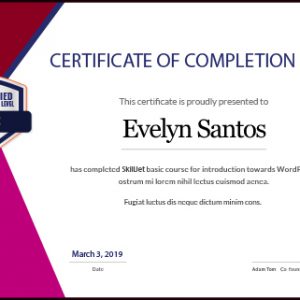 CERTIFICATE OF COMPLETION
IED
LEVEL
This certificate is proudly presented to
Evelyn Santos
has completed SkillJet basic course for introduction towards WordP
ostrum mi lorem nihil lectus euismod aenea.
Fugiat luctus dis neque dictum minim cons.
March 3, 2019
Date
Adam Tom Co-foun